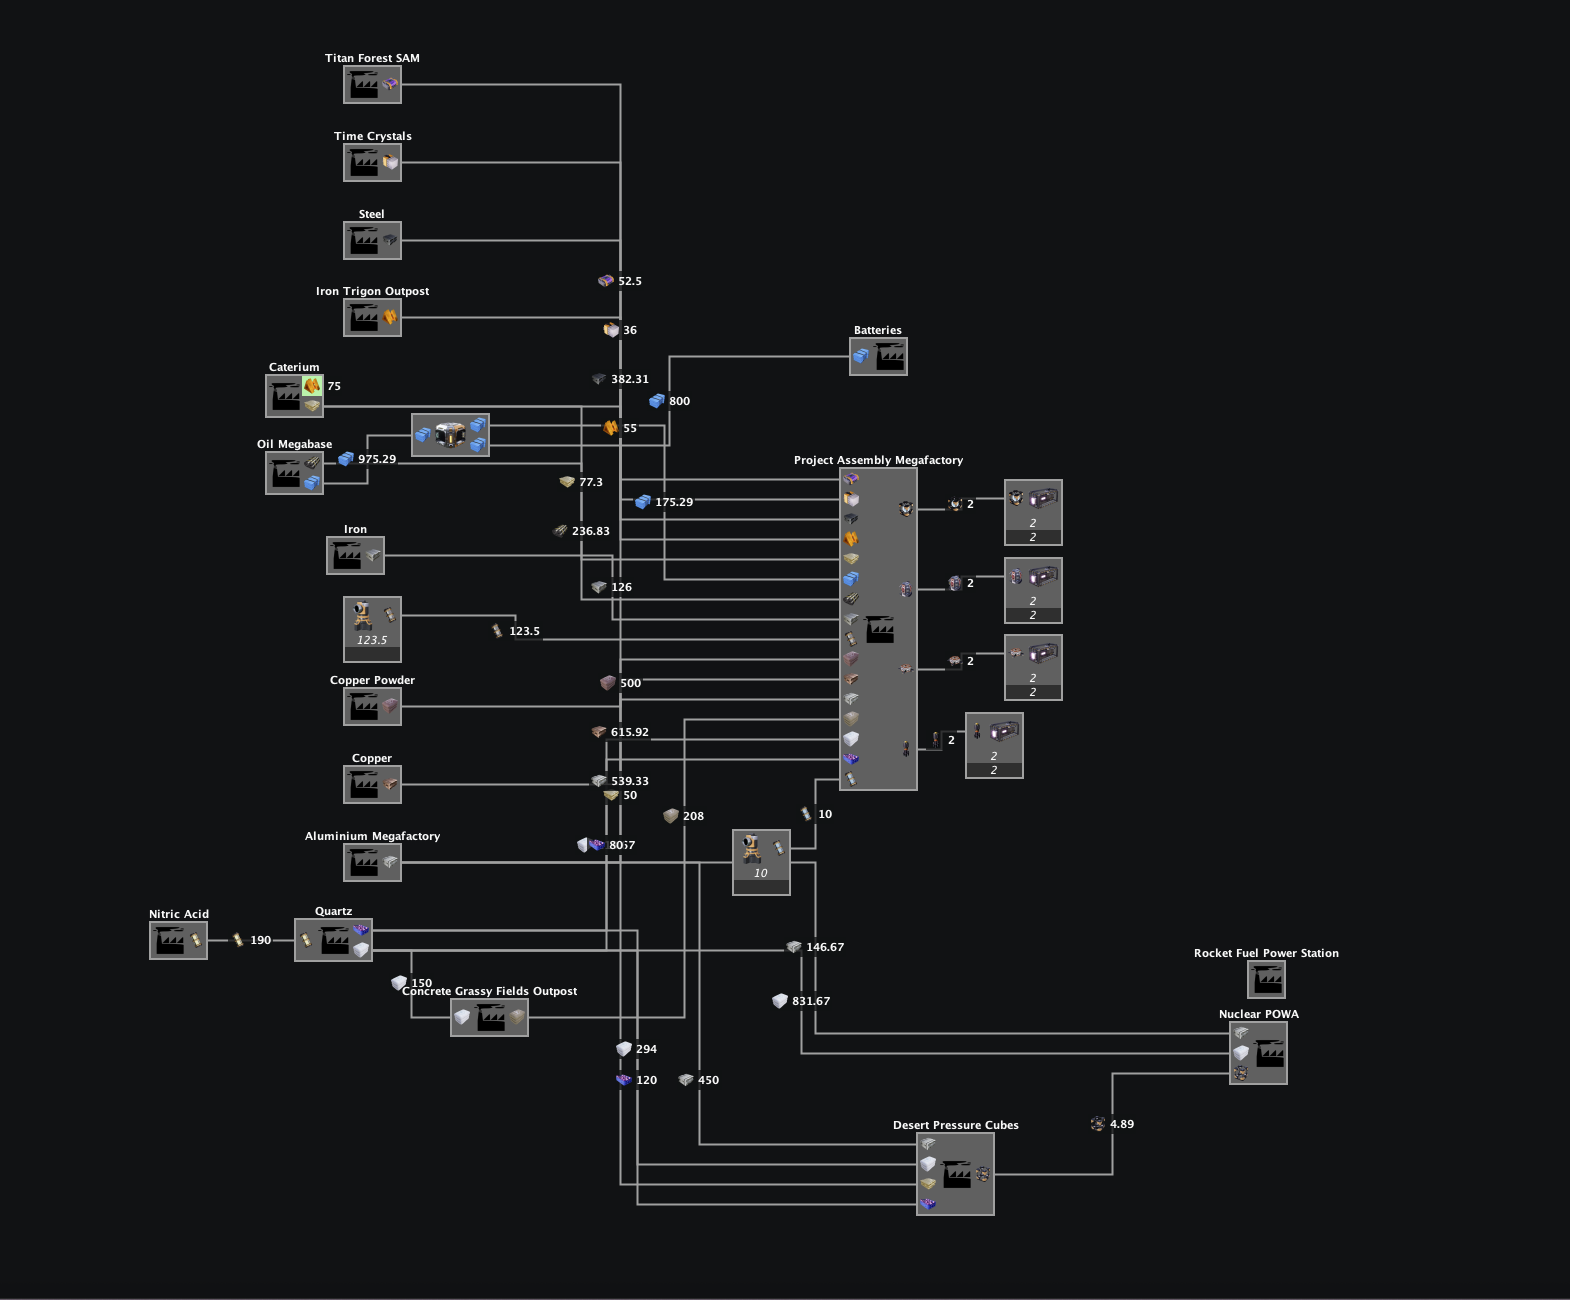 Titan Forest SAM
Time Crystals
Steel
52.5
Iron Trigon Outpost
36
Batteries
Caterium
75
382.31
800
55
Oil Megabase
975.29
Project Assembly Megafactory
77.3
175.29
2
2
2
236.83
Iron
126
2
2
2
123.5
123.5
2
2
2
Copper Powder
500
615.92
2
2
2
Copper
539.33
50
208
10
Aluminium Megafactory
10
Nitric Acid
Quartz
190
146.67
Rocket Fuel Power Station
150
Concrete Grassy Fields Outpost
831.67
Nuclear POWA
294
120
450
Desert Pressure Cubes
4.89